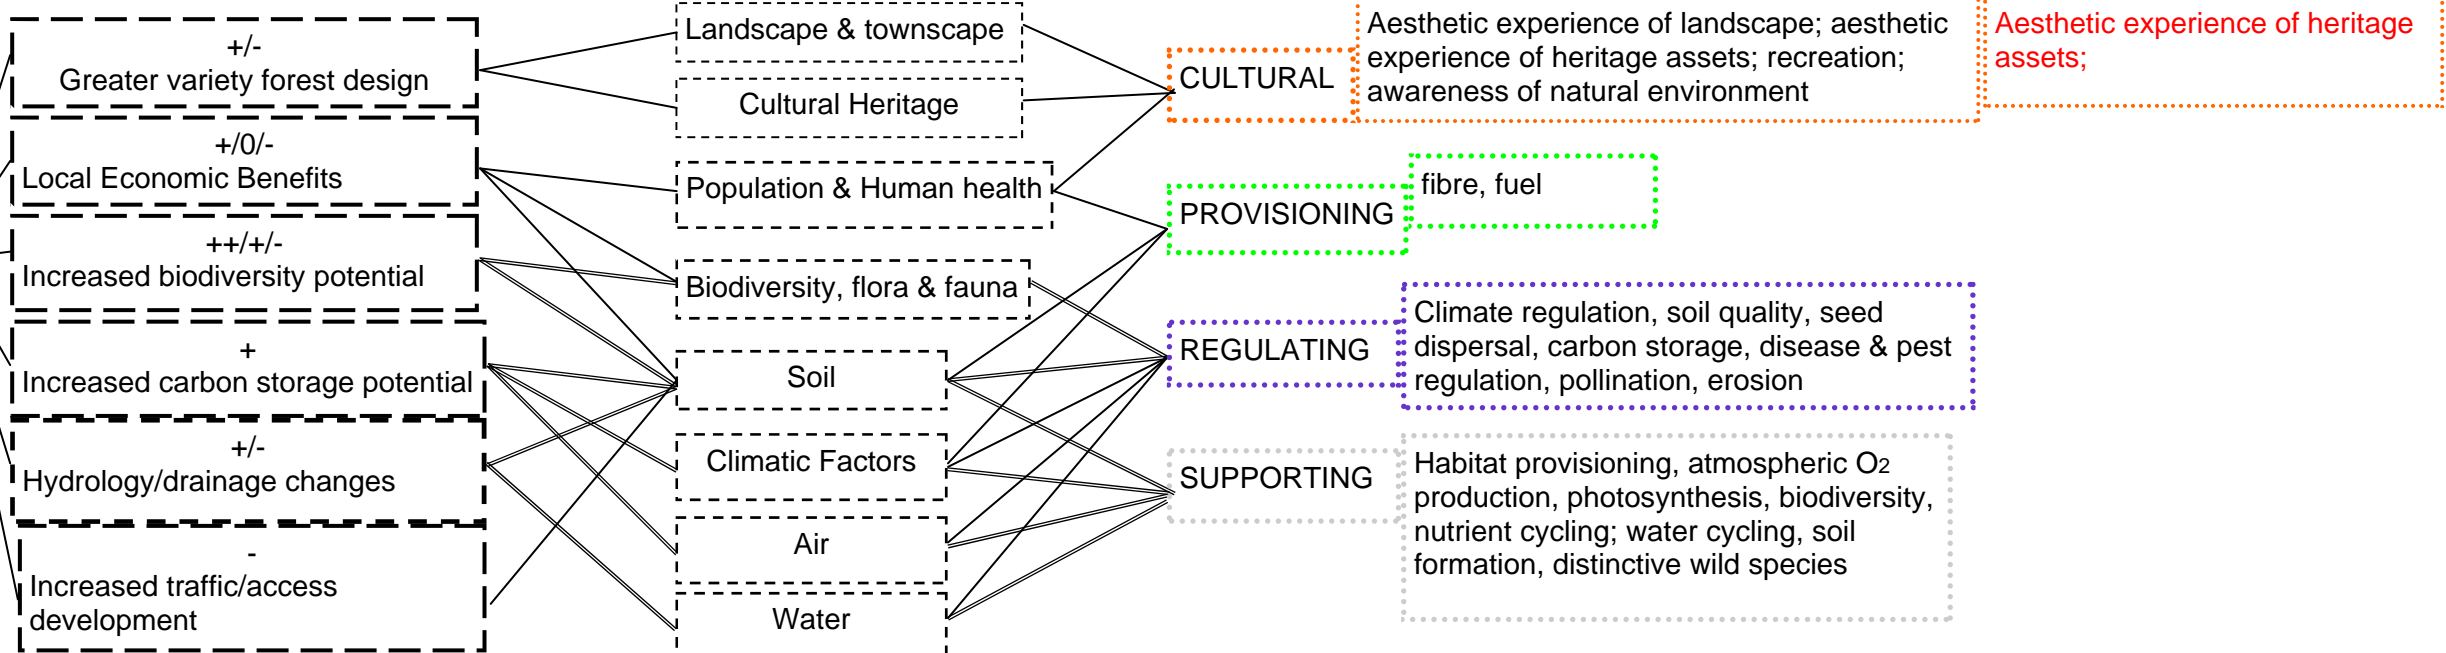 +/-
Greater variety forest design
+/0/-
Local Economic Benefits
++/+/-
Increased biodiversity potential
+
Increased carbon storage potential
+/-
Hydrology/drainage changes
-
Increased traffic/access
development
Landscape & townscape
Cultural Heritage
Population & Human health
Biodiversity, flora & fauna
Soil
Climatic Factors
Air
Water
CULTURAL
Aesthetic experience of landscape; aesthetic
experience of heritage assets; recreation;
awareness of natural environment
Aesthetic experience of heritage
assets;
PROVISIONING
fibre, fuel
REGULATING
Climate regulation, soil quality, seed
dispersal, carbon storage, disease & pest
regulation, pollination, erosion
SUPPORTING
Habitat provisioning, atmospheric O2
production, photosynthesis, biodiversity,
nutrient cycling; water cycling, soil
formation, distinctive wild species